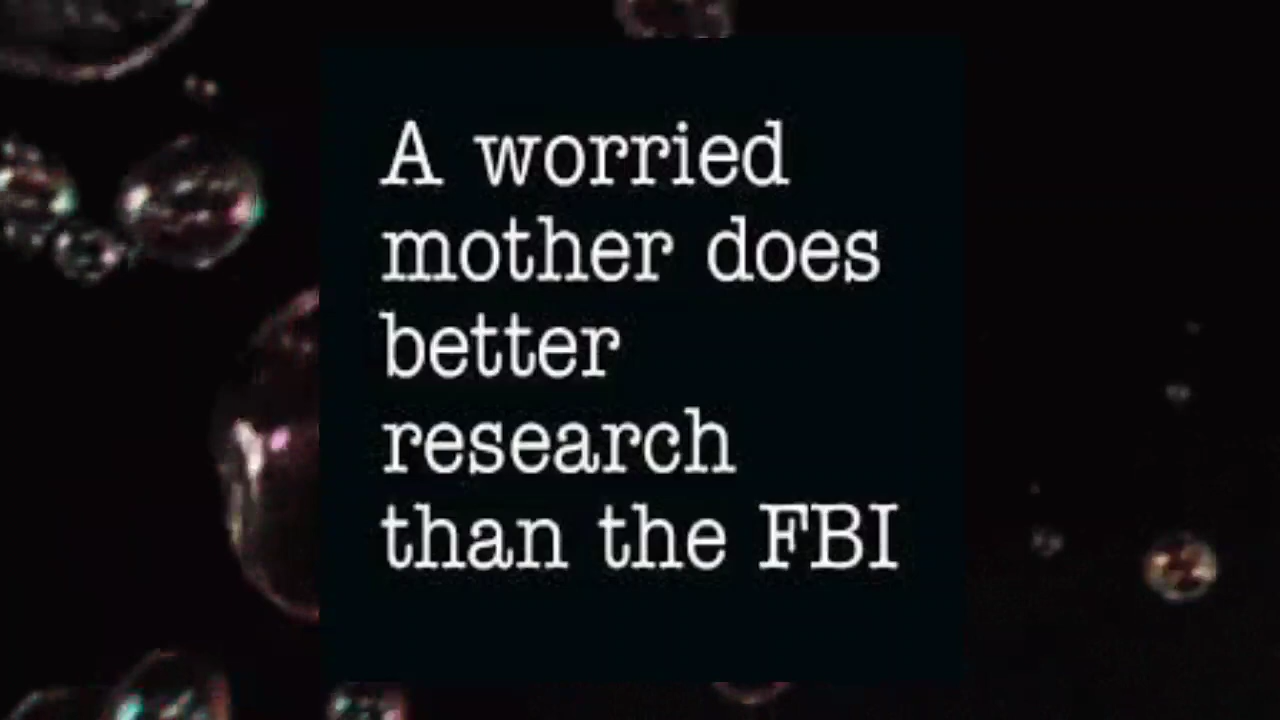 A worried
mother does
better
research
than the FBI